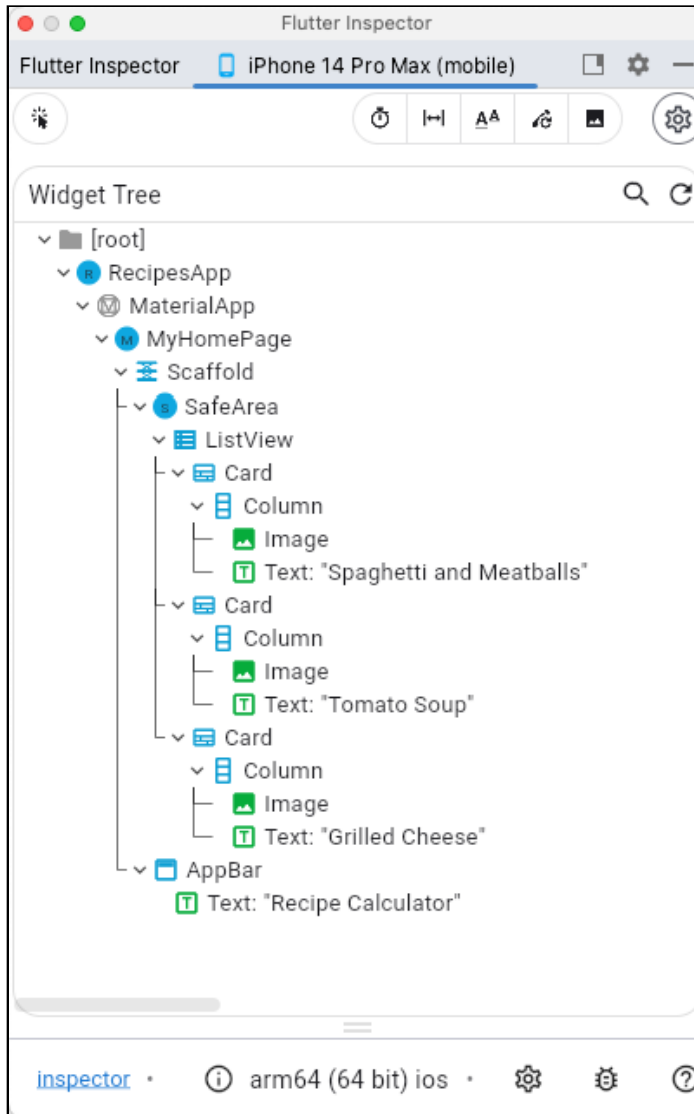 Flutter Inspector
Flutter Inspector iPhone 14 Pro Max (mobile)
Widget Tree
[root]
RecipesApp
MaterialApp
MyHomePage
Scaffold
SafeArea
ListView
Card
Column
Image
Text: "Spaghetti and Meatballs"
Card
Column
Image
Text: "Tomato Soup"
Card
Column
Image
Text: "Grilled Cheese"
AppBar
Text: "Recipe Calculator"
inspector • arm64 (64 bit) ios •